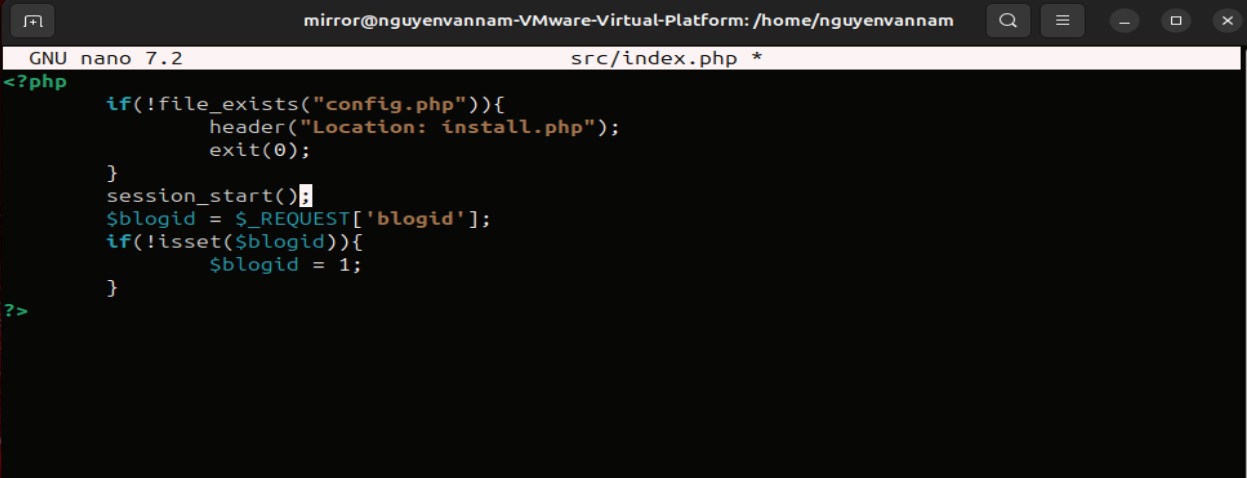 mirror@nguyenvannam-VMware-Virtual-Platform: /home/nguyenvannam
GNU nano 7.2 src/index.php *
<?php
if(!file_exists("config.php")){
header("Location: install.php");
exit(0);
}
session_start();
$blogid = $_REQUEST['blogid'];
if(!isset($blogid)){
$blogid = 1;
}
?>